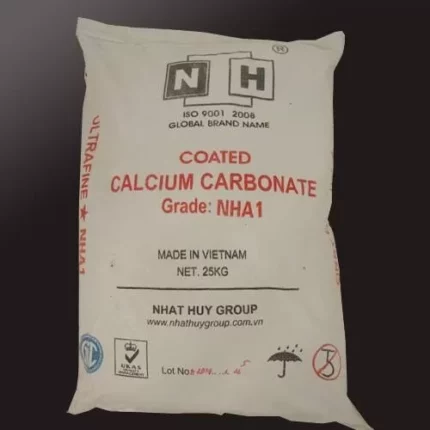 N H
ISO 9001 2008
GLOBAL BRAND NAME
COATED
CALCIUM CARBONATE
Grade: NHA1
MADE IN VIETNAM
NET. 25KG
NHAT HUY GROUP
www.nhathuygroup.com.vn
Lot No
ULTRAFINE ★ NHA1
UKAS